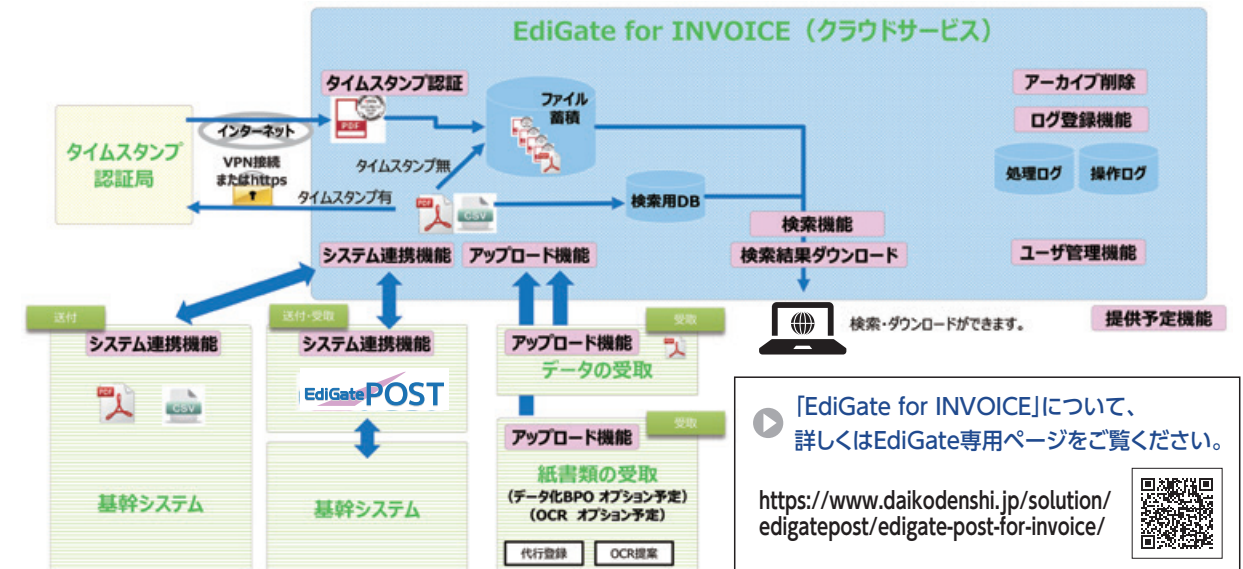 EdiGate for INVOICE（クラウドサービス）
タイムスタンプ認証
PDF
ファイル
蓄積
アーカイブ削除
ログ登録機能
処理ログ
操作ログ
タイムスタンプ
認証局
インターネット
VPN接続
またはhttps
タイムスタンプ無
タイムスタンプ有
PDF
CSV
検索用DB
検索機能
検索結果ダウンロード
ユーザ管理機能
システム連携機能
アップロード機能
検索・ダウンロードができます。
提供予定機能
送付
システム連携機能
PDF
CSV
基幹システム
送付・受取
システム連携機能
EdiGate POST
基幹システム
受取
アップロード機能
データの受取
受取
アップロード機能
紙書類の受取
（データ化BPO オプション予定）
（OCR オプション予定）
代行登録
OCR提案
「EdiGate for INVOICE」について、
詳しくはEdiGate専用ページをご覧ください。
https://www.daikodenshi.jp/solution/
edigatepost/edigate-post-for-invoice/